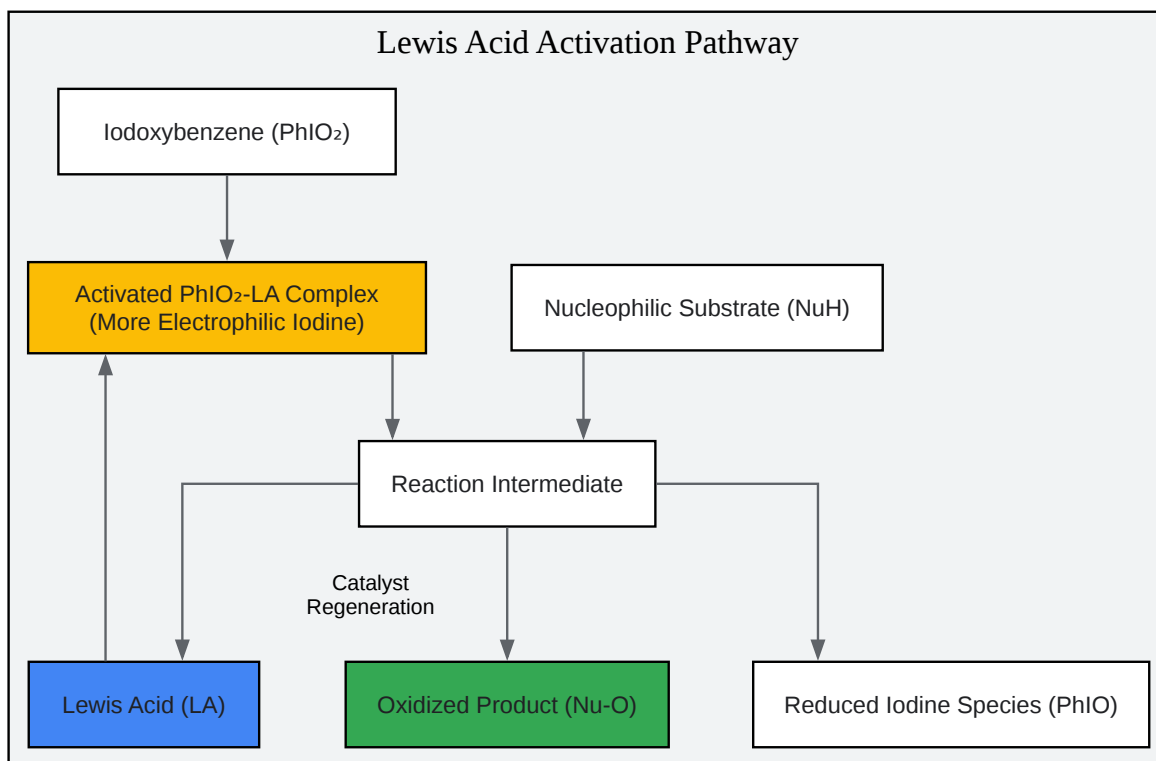 Lewis Acid Activation Pathway
Iodoxybenzene (PhIO₂)
Activated PhIO₂-LA Complex
(More Electrophilic Iodine)
Nucleophilic Substrate (NuH)
Reaction Intermediate
Catalyst
Regeneration
Lewis Acid (LA)
Oxidized Product (Nu-O)
Reduced Iodine Species (PhIO)